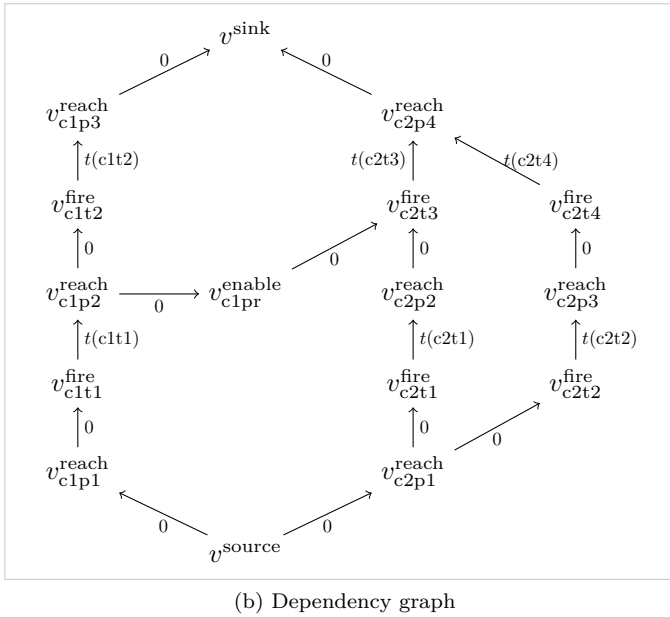 v^sink
0 0
v^reach_c1p3 v^reach_c2p4
t(c1t2) t(c2t3) t(c2t4)
v^fire_c1t2 v^fire_c2t3 v^fire_c2t4
0 0 0 0
v^reach_c1p2 0 v^enable_c1pr v^reach_c2p2 v^reach_c2p3
t(c1t1) t(c2t1) t(c2t2)
v^fire_c1t1 v^fire_c2t1 v^fire_c2t2
0 0 0
v^reach_c1p1 v^reach_c2p1
0 0
v^source
(b) Dependency graph